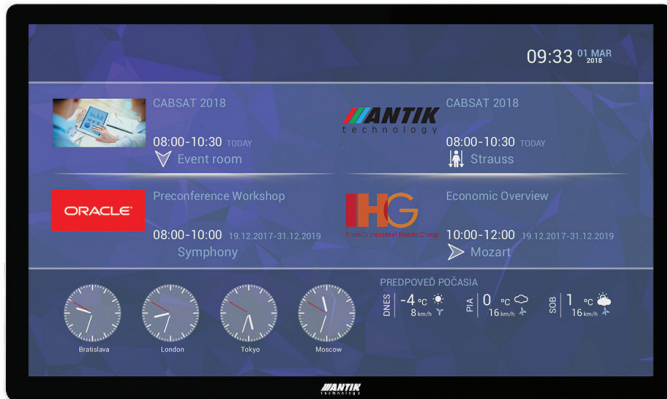 09:33 01 MAR
2018
CABSAT 2018
08:00-10:30 TODAY
Event room
ANTIK
technology
CABSAT 2018
08:00-10:30 TODAY
Strauss
ORACLE
Preconference Workshop
08:00-10:00 19.12.2017-31.12.2019
Symphony
IHG
InterContinental Hotels Group
Economic Overview
10:00-12:00 19.12.2017-31.12.2019
Mozart
Bratislava
London
Tokyo
Moscow
PREDPOVEĎ POČASIA
DNES
-4 °C
8 km/h
PIA
0 °C
16 km/h
SOB
1 °C
16 km/h
ANTIK
technology